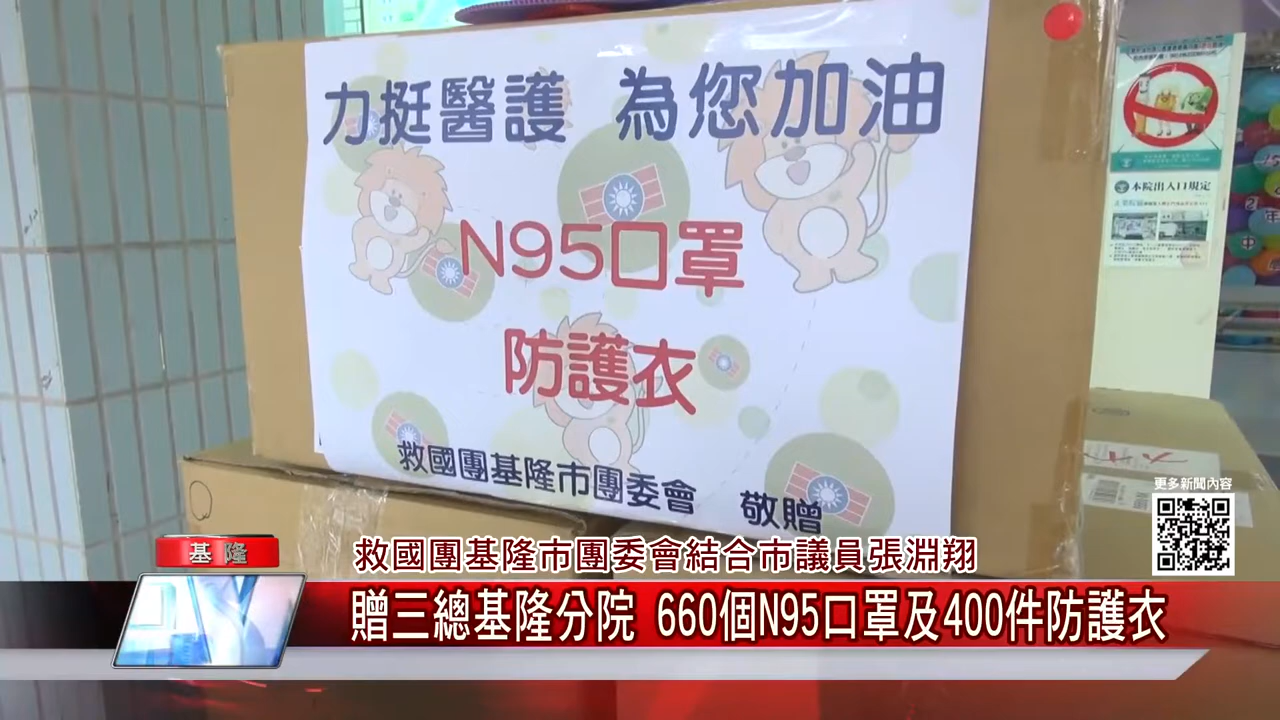 力挺醫護 為您加油
N95口罩
防護衣
救國團基隆市團委會 敬贈
本院出入口規定
更多新聞內容
基隆
救國團基隆市團委會結合市議員張淵翔
贈三總基隆分院 660個N95口罩及400件防護衣